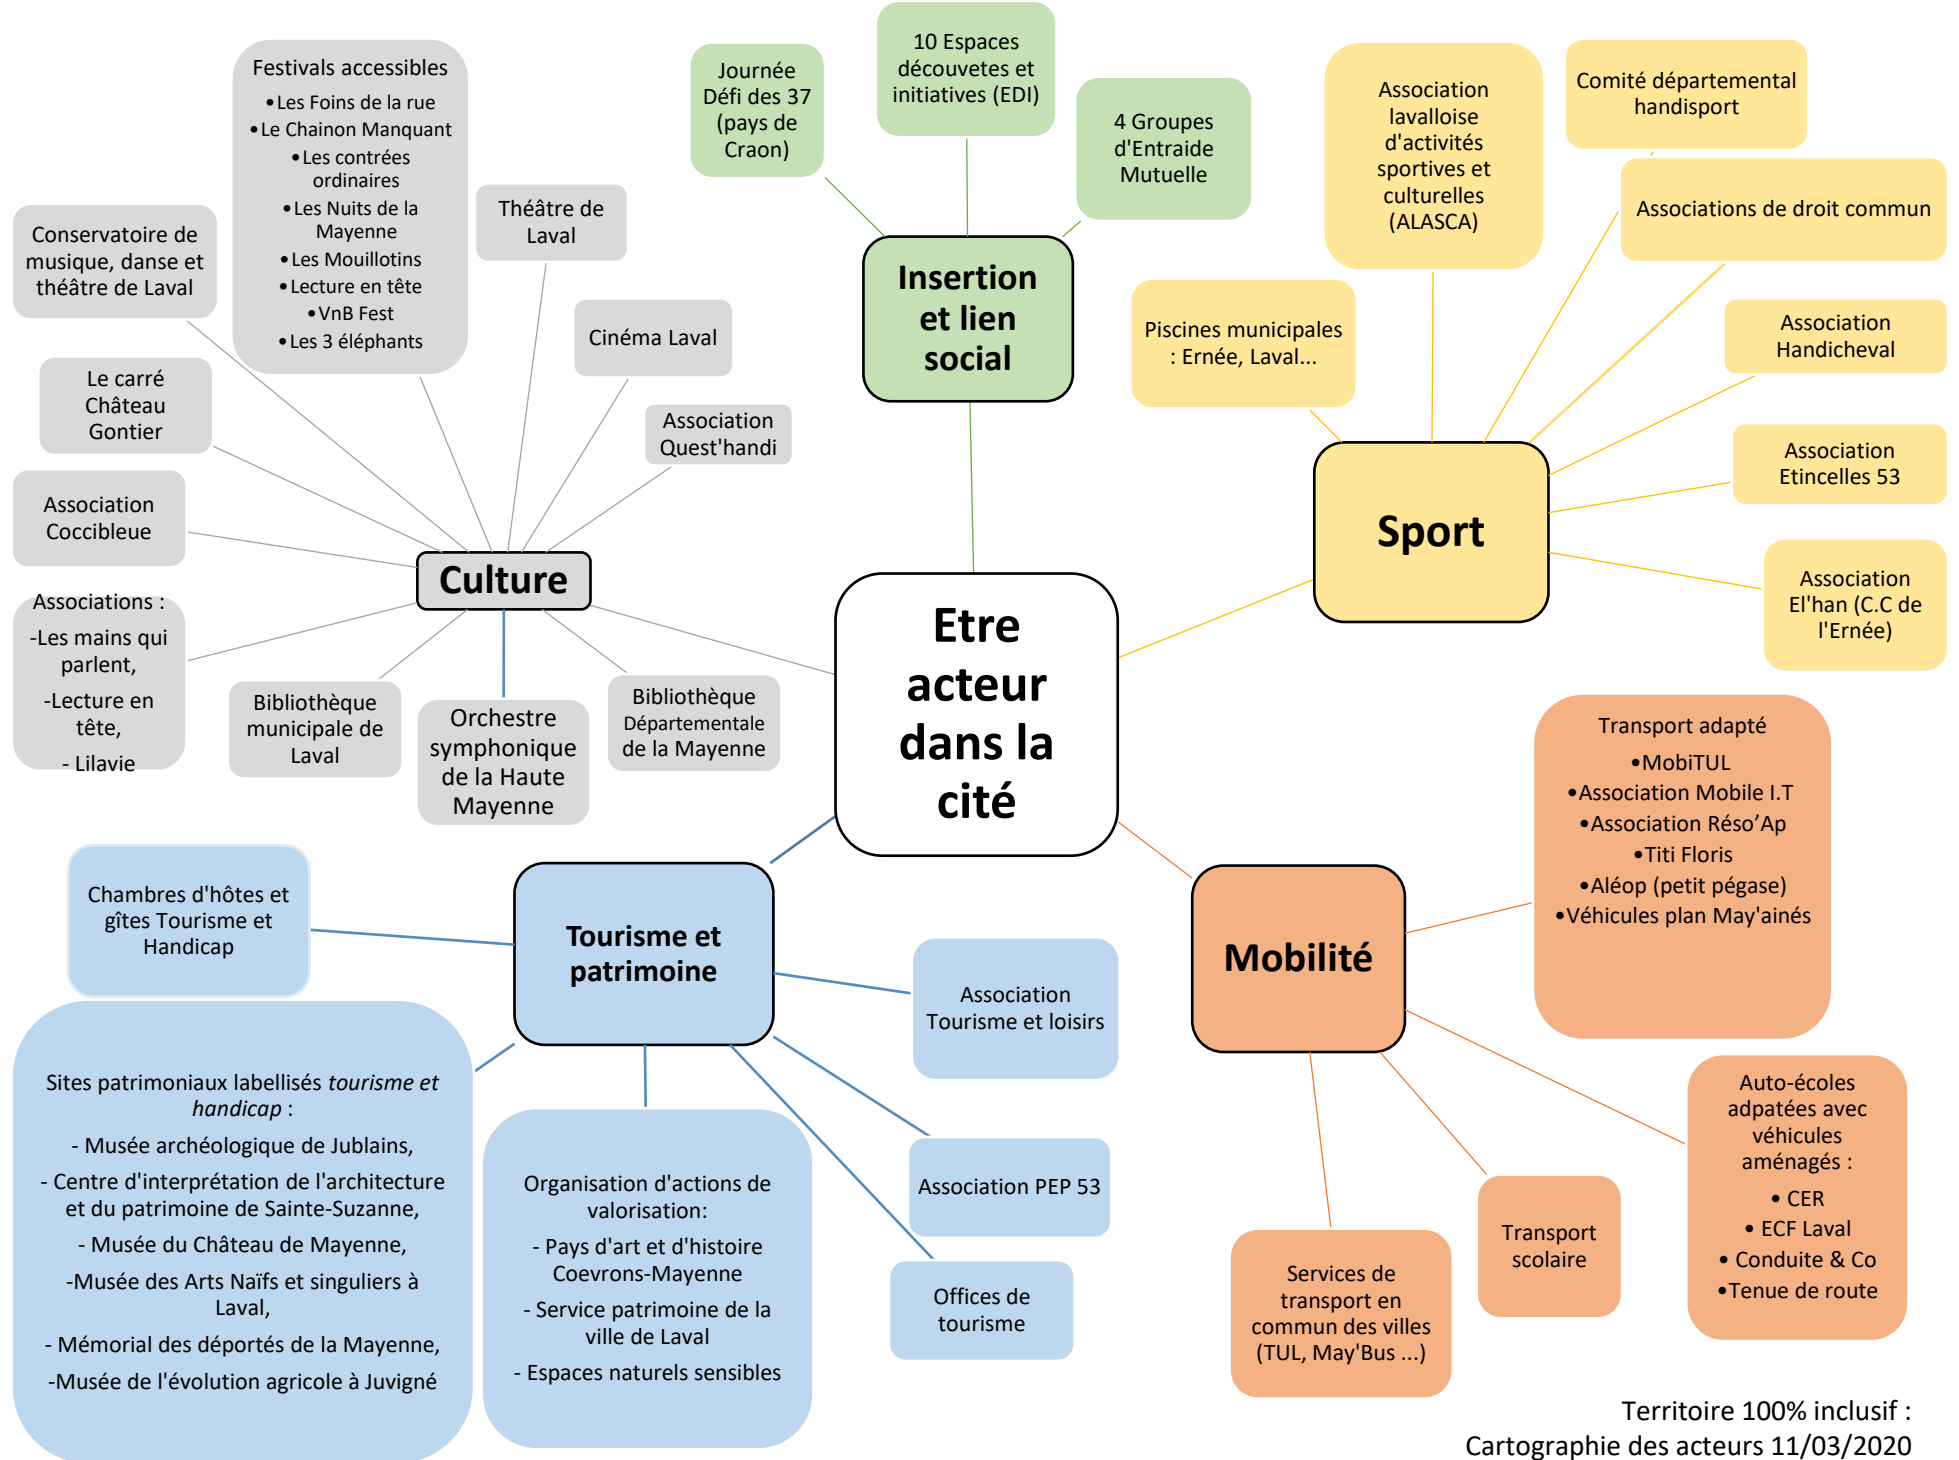 Festivals accessibles
•Les Foins de la rue
•Le Chainon Manquant
•Les contrées
ordinaires
•Les Nuits de la
Mayenne
•Les Mouillotins
•Lecture en tête
•VnB Fest
•Les 3 éléphants
Conservatoire de
musique, danse et
théâtre de Laval
Théâtre de
Laval
Cinéma Laval
Le carré
Château
Gontier
Association
Quest'handi
Association
Coccibleue
Culture
Associations :
-Les mains qui
parlent,
-Lecture en
tête,
- Lilavie
Bibliothèque
municipale de
Laval
Orchestre
symphonique
de la Haute
Mayenne
Bibliothèque
Départementale
de la Mayenne
Journée
Défi des 37
(pays de
Craon)
10 Espaces
découvetes et
initiatives (EDI)
4 Groupes
d'Entraide
Mutuelle
Insertion
et lien
social
Association
lavalloise
d'activités
sportives et
culturelles
(ALASCA)
Comité départemental
handisport
Associations de droit commun
Piscines municipales
: Ernée, Laval...
Association
Handicheval
Association
Etincelles 53
Sport
Association
El'han (C.C de
l'Ernée)
Etre
acteur
dans la
cité
Transport adapté
•MobiTUL
•Association Mobile I.T
•Association Réso’Ap
•Titi Floris
•Aléop (petit pégase)
•Véhicules plan May'ainés
Mobilité
Auto-écoles
adpatées avec
véhicules
aménagés :
• CER
• ECF Laval
• Conduite & Co
•Tenue de route
Transport
scolaire
Services de
transport en
commun des villes
(TUL, May'Bus ...)
Chambres d'hôtes et
gîtes Tourisme et
Handicap
Tourisme et
patrimoine
Association
Tourisme et loisirs
Sites patrimoniaux labellisés tourisme et
handicap :
- Musée archéologique de Jublains,
- Centre d'interprétation de l'architecture
et du patrimoine de Sainte-Suzanne,
- Musée du Château de Mayenne,
-Musée des Arts Naïfs et singuliers à
Laval,
- Mémorial des déportés de la Mayenne,
-Musée de l'évolution agricole à Juvigné
Organisation d'actions de
valorisation:
- Pays d'art et d'histoire
Coevrons-Mayenne
- Service patrimoine de la
ville de Laval
- Espaces naturels sensibles
Association PEP 53
Offices de
tourisme
Territoire 100% inclusif :
Cartographie des acteurs 11/03/2020